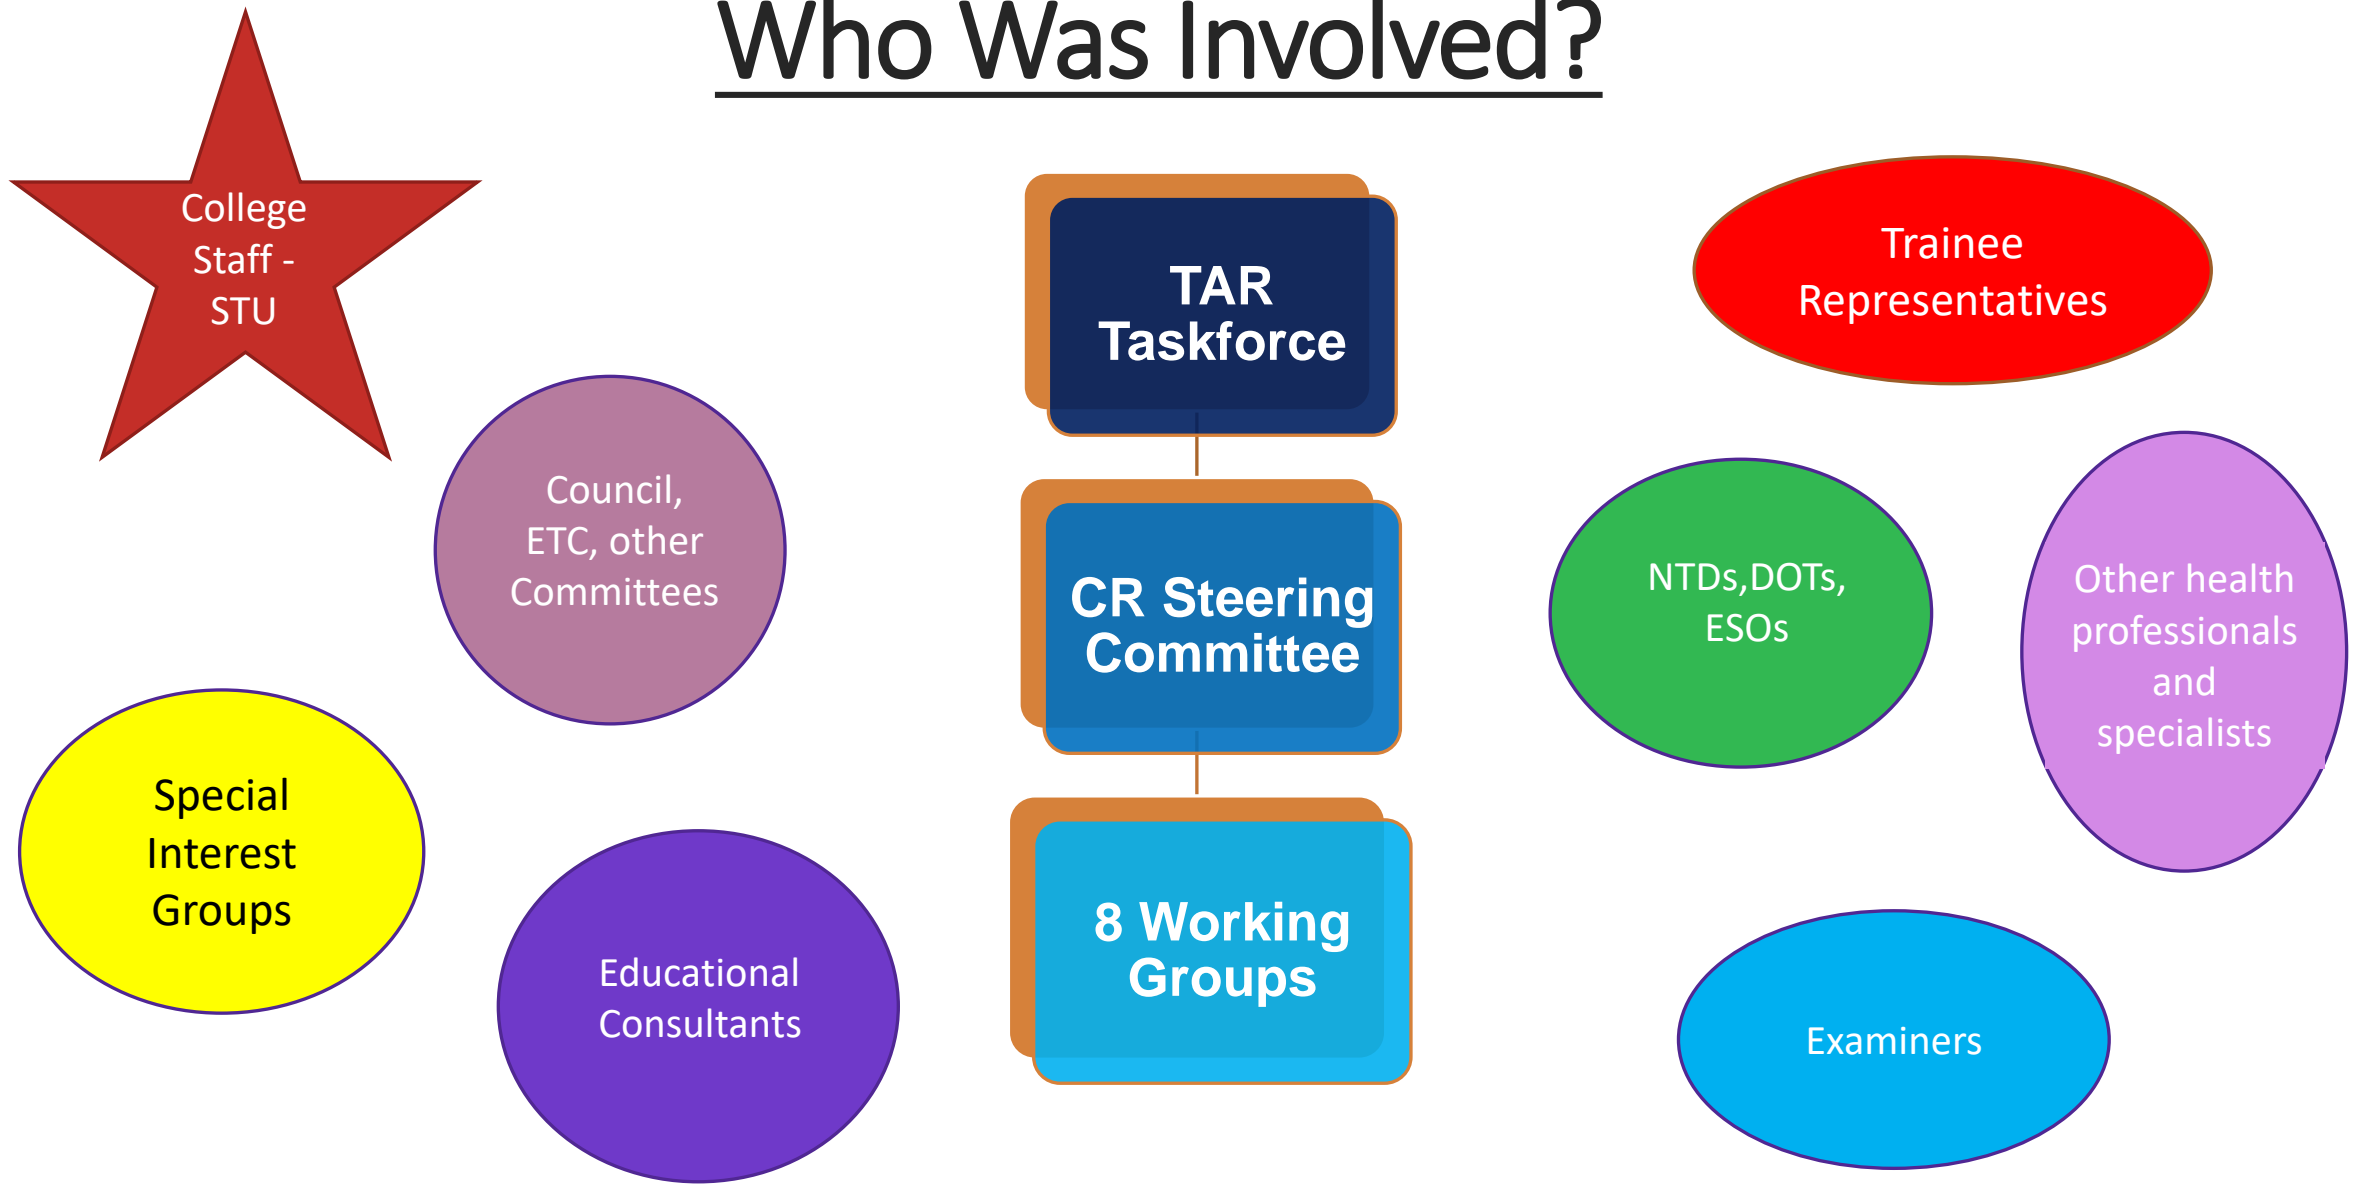 Who Was Involved?
College
Staff -
STU
Council,
ETC, other
Committees
Special
Interest
Groups
Educational
Consultants
TAR
Taskforce
CR Steering
Committee
8 Working
Groups
Trainee
Representatives
NTDs,DOTs,
ESOs
Other health
professionals
and
specialists
Examiners